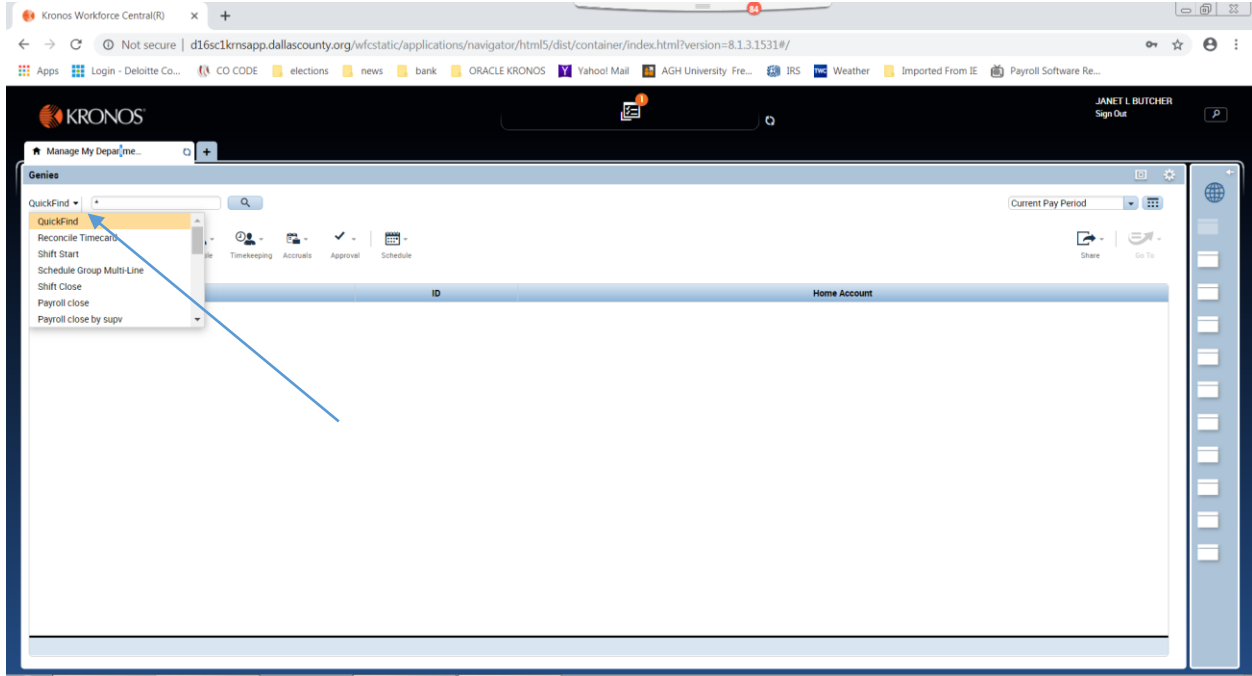 Kronos Workforce Central(R)
84
Not secure | d16sc1krnsapp.dallascounty.org/wfcstatic/applications/navigator/html5/dist/container/index.html?version=8.1.3.1531#/
Apps Login - Deloitte Co... CO CODE elections news bank ORACLE KRONOS Yahoo! Mail AGH University Fre... IRS TWC Weather Imported From IE Payroll Software Re...
KRONOS
1
JANET L BUTCHER
Sign Out
Manage My Departme...
Genies
QuickFind * Current Pay Period
QuickFind
Reconcile Timecard
Shift Start
Schedule Group Multi-Line
Shift Close
Payroll close
Payroll close by supv
Timekeeping Accruals Approval Schedule Share Go To
ID Home Account